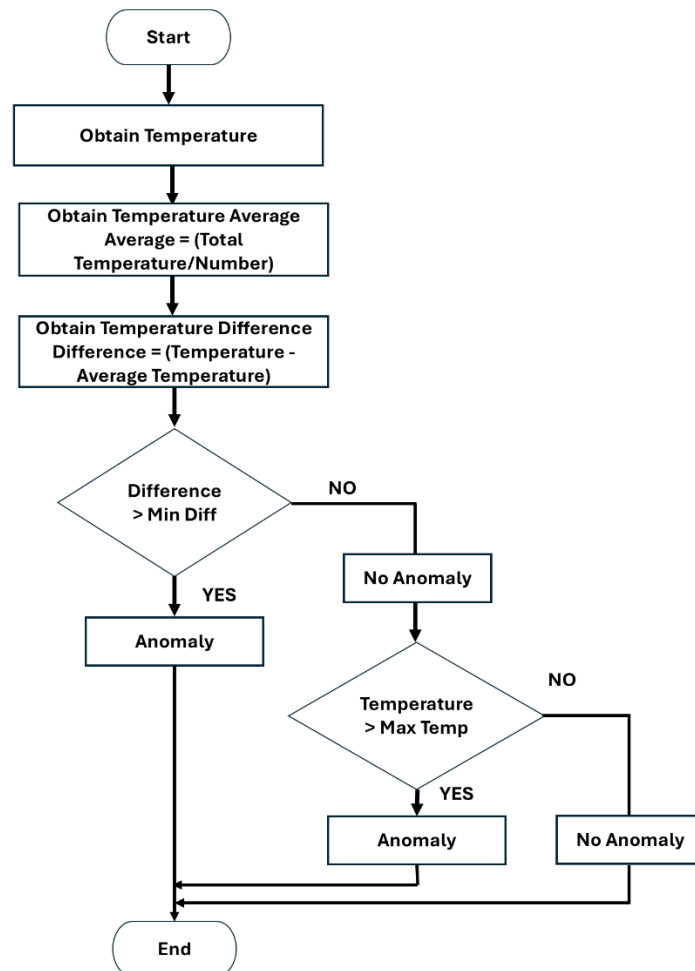 Start
Obtain Temperature
Obtain Temperature Average
Average = (Total
Temperature/Number)
Obtain Temperature Difference
Difference = (Temperature -
Average Temperature)
Difference
> Min Diff
NO
YES
No Anomaly
Anomaly
Temperature
> Max Temp
NO
YES
Anomaly
No Anomaly
End